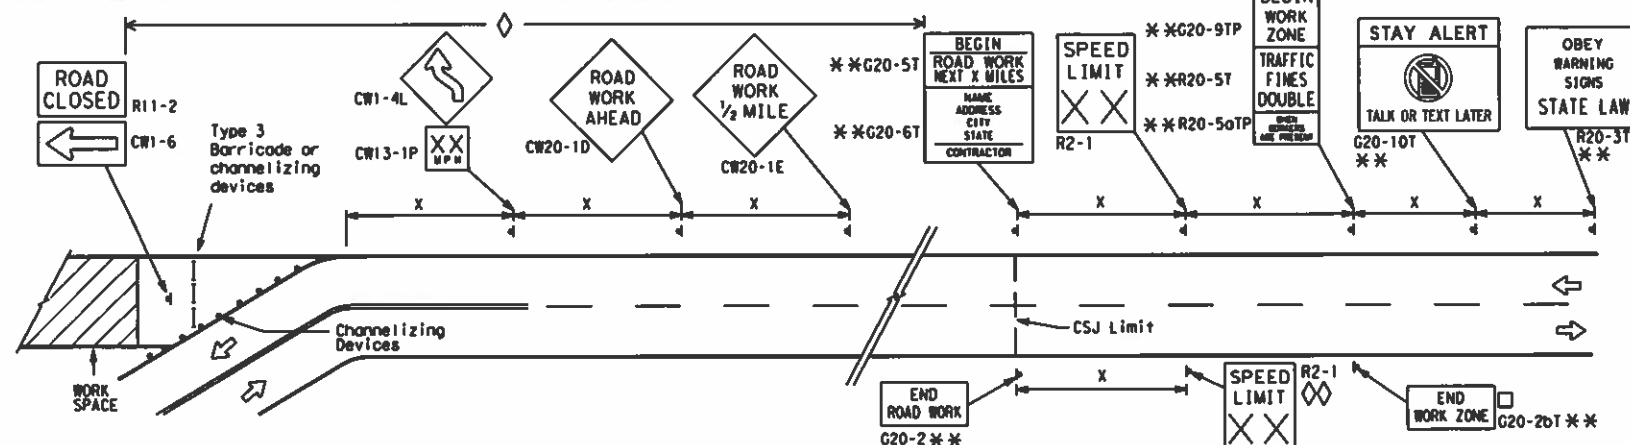 ROAD
CLOSED
R11-2
CW1-6
Type 3
Barricade or
channelizing
devices
CW1-4L
XX
MPH
CW13-1P
ROAD
WORK
AHEAD
CW20-1D
ROAD
WORK
1/2 MILE
CW20-1E
* *G20-5T
BEGIN
ROAD WORK
NEXT X MILES
* *G20-6T
NAME
ADDRESS
CITY
STATE
CONTRACTOR
SPEED
LIMIT
X X
R2-1
* *G20-9TP
BEGIN
WORK
ZONE
* *R20-5T
TRAFFIC
FINES
DOUBLE
* *R20-5aTP
WHEN
WORKERS
ARE PRESENT
STAY ALERT
TALK OR TEXT LATER
G20-10T
* *
OBEY
WARNING
SIGNS
STATE LAW
R20-3T
* *
X
X
X
X
X
X
X
Channelizing
Devices
WORK
SPACE
CSJ Limit
END
ROAD WORK
G20-2 * *
X
SPEED
LIMIT
X X
R2-1
END
WORK ZONE
G20-2bT * *